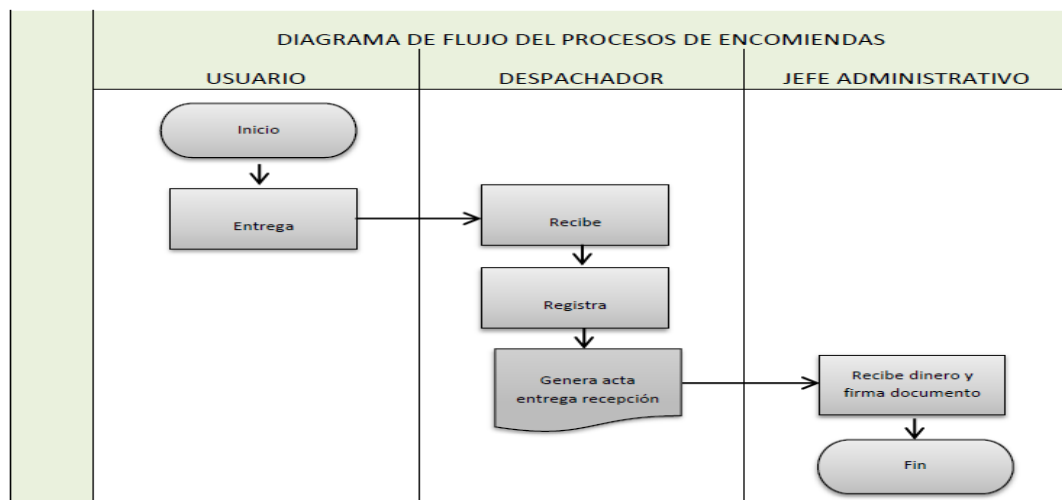 DIAGRAMA DE FLUJO DEL PROCESOS DE ENCOMIENDAS
USUARIO
DESPACHADOR
JEFE ADMINISTRATIVO
Inicio
Entrega
Recibe
Registra
Genera acta
entrega recepción
Recibe dinero y
firma documento
Fin